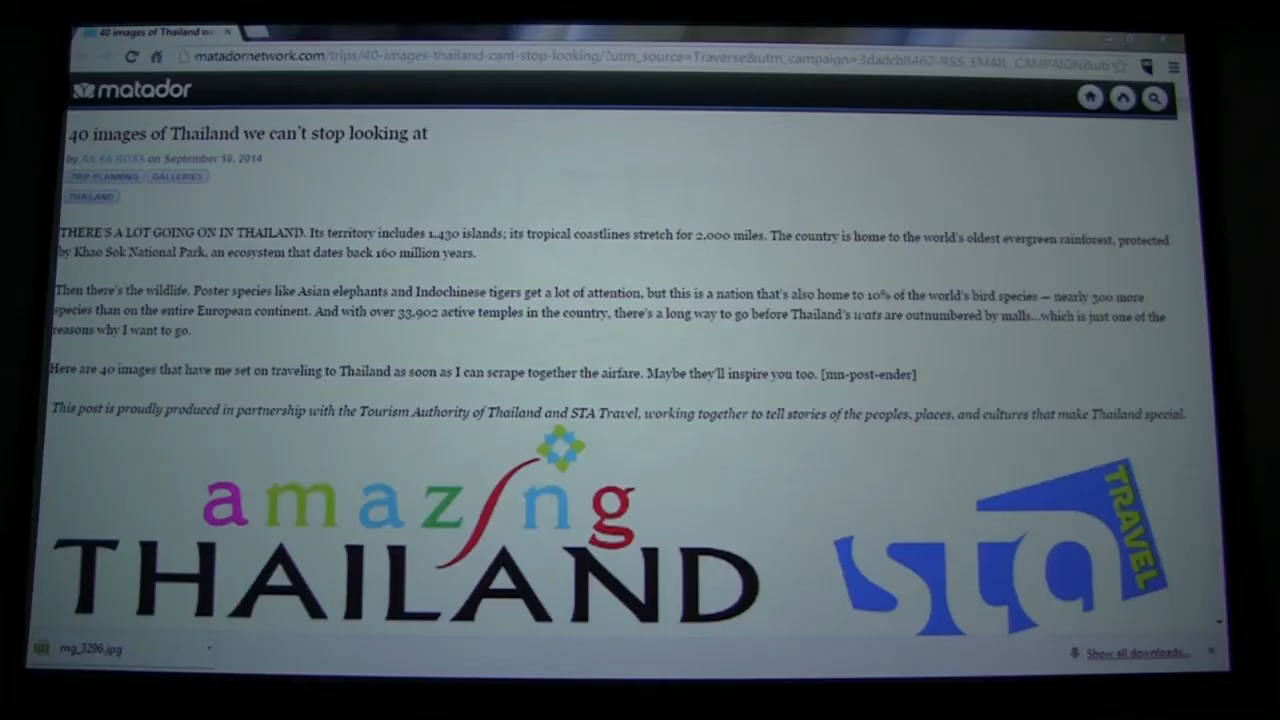 40 images of Thailand we
matadornetwork.com/trips/40-images-thailand-cant-stop-looking/?utm_source=Traverse&utm_campaign=3dadcb8462-RSS_EMAIL_CAMPAIGN&ut
matador
40 images of Thailand we can't stop looking at
by AILSA ROSS on September 16, 2014
TRIP PLANNING GALLERIES
THAILAND
THERE'S A LOT GOING ON IN THAILAND. Its territory includes 1,430 islands; its tropical coastlines stretch for 2,000 miles. The country is home to the world's oldest evergreen rainforest, protected
by Khao Sok National Park, an ecosystem that dates back 160 million years.
Then there's the wildlife. Poster species like Asian elephants and Indochinese tigers get a lot of attention, but this is a nation that's also home to 10% of the world's bird species — nearly 300 more
species than on the entire European continent. And with over 33,902 active temples in the country, there's a long way to go before Thailand's wats are outnumbered by malls...which is just one of the
reasons why I want to go.
Here are 40 images that have me set on traveling to Thailand as soon as I can scrape together the airfare. Maybe they'll inspire you too. [mn-post-ender]
This post is proudly produced in partnership with the Tourism Authority of Thailand and STA Travel, working together to tell stories of the peoples, places, and cultures that make Thailand special.
amazing
THAILAND
sta TRAVEL
mg_3296.jpg
Show all downloads...